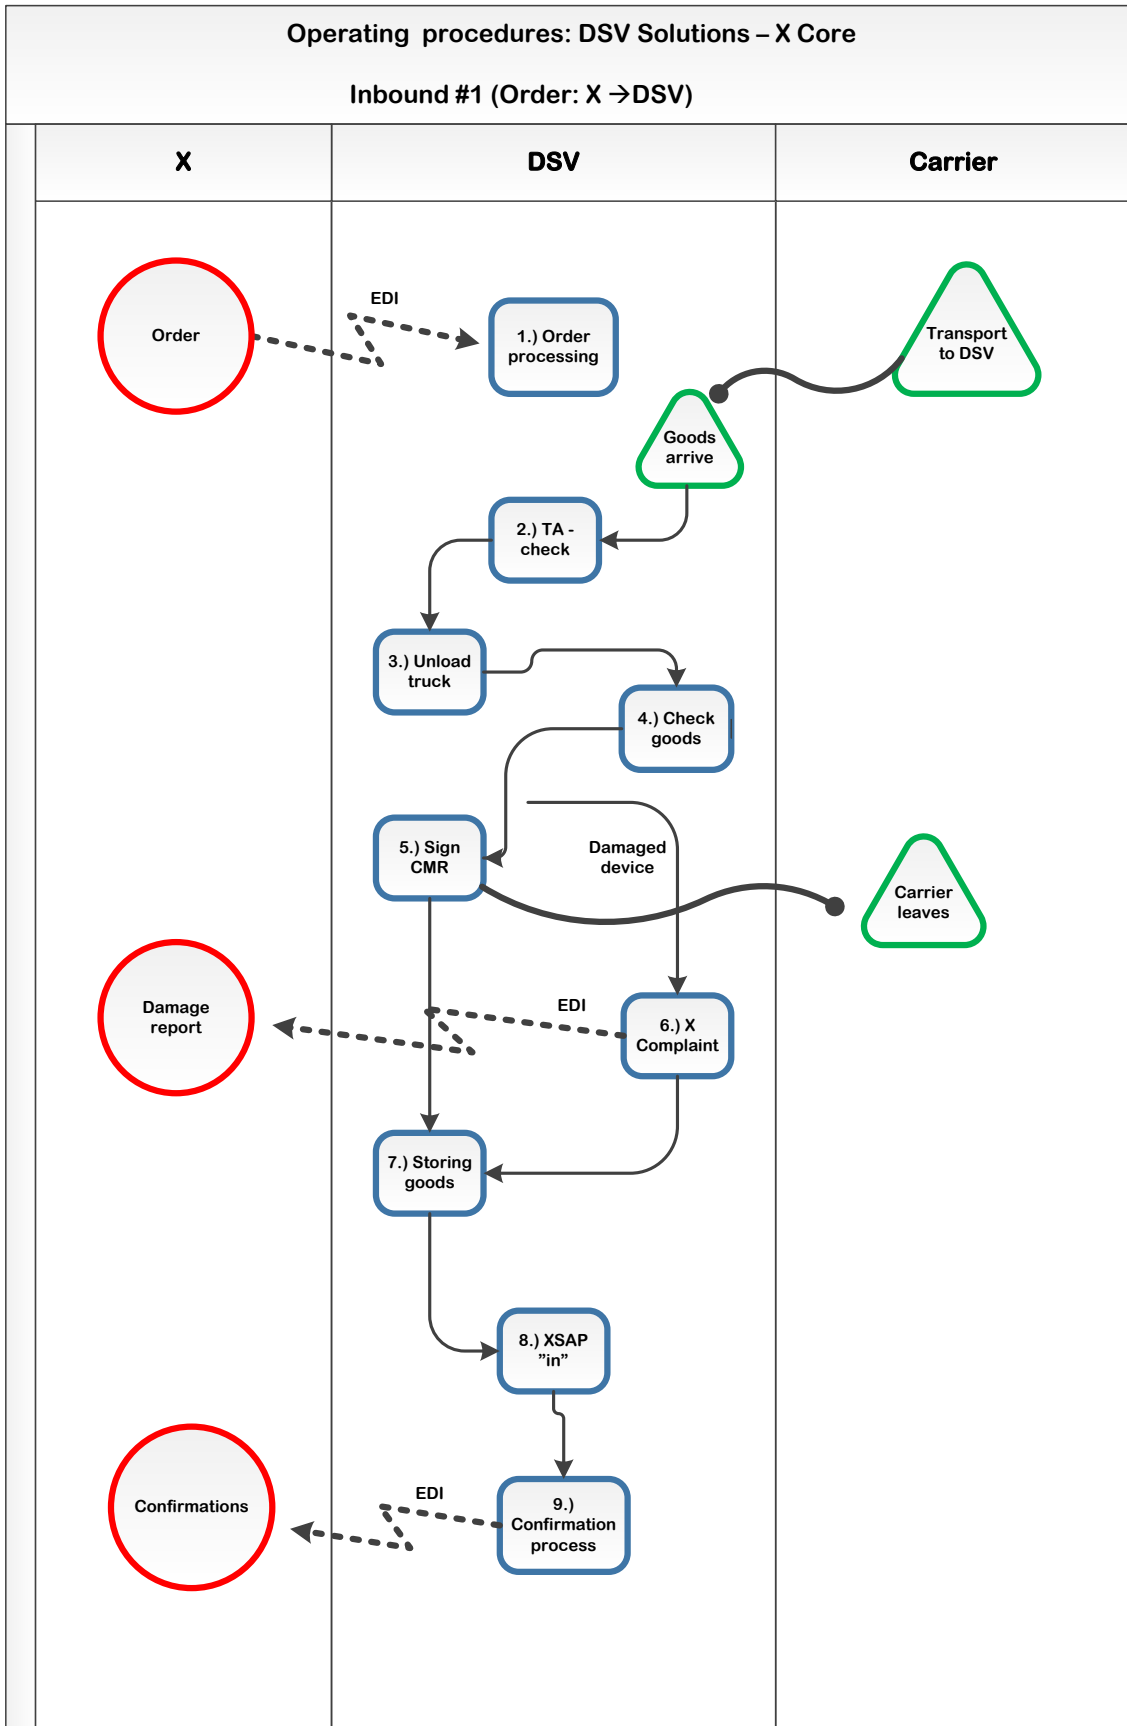 Operating procedures: DSV Solutions – X Core
Inbound #1 (Order: X →DSV)
X
DSV
Carrier
Order
EDI
1.) Order
processing
Transport
to DSV
Goods
arrive
2.) TA -
check
3.) Unload
truck
4.) Check
goods
5.) Sign
CMR
Damaged
device
Carrier
leaves
Damage
report
EDI
6.) X
Complaint
7.) Storing
goods
8.) XSAP
”in”
Confirmations
EDI
9.)
Confirmation
process